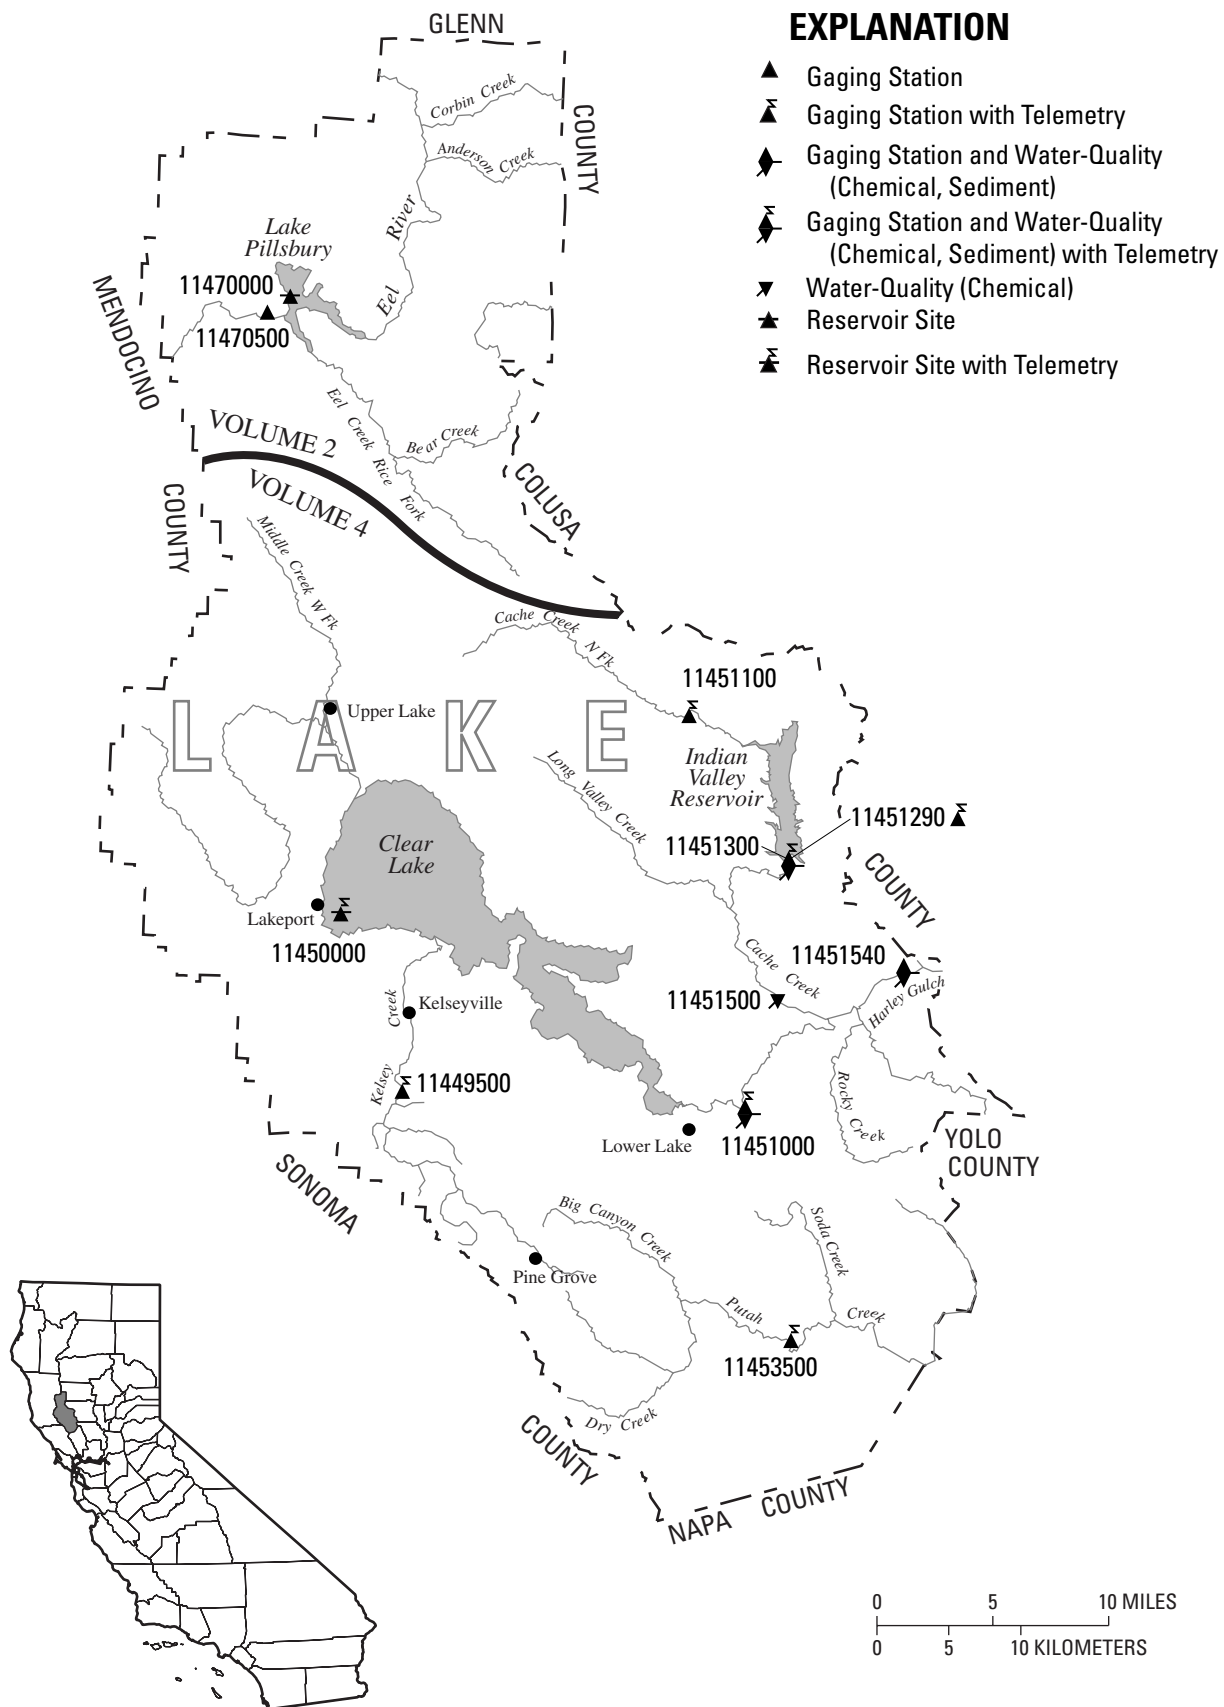 GLENN
COUNTY
EXPLANATION
Gaging Station
Gaging Station with Telemetry
Gaging Station and Water-Quality
(Chemical, Sediment)
Gaging Station and Water-Quality
(Chemical, Sediment) with Telemetry
Water-Quality (Chemical)
Reservoir Site
Reservoir Site with Telemetry
Corbin Creek
Anderson Creek
Eel River
Lake
Pillsbury
11470000
11470500
MENDOCINO
COUNTY
Eel Creek Rice Fork
Bear Creek
VOLUME 2
VOLUME 4
COLUSA
COUNTY
Middle Creek W Fk
Cache Creek N Fk
11451100
LAKE
Upper Lake
Indian
Valley
Reservoir
Long Valley Creek
11451290
11451300
Clear
Lake
Lakeport
11450000
Cache Creek
11451540
Harley Gulch
11451500
Kelseyville
Kelsey Creek
11449500
Rocky Creek
Lower Lake
11451000
YOLO
COUNTY
SONOMA
COUNTY
Big Canyon Creek
Soda Creek
Pine Grove
Putah Creek
11453500
Dry Creek
NAPA COUNTY
0 5 10 MILES
0 5 10 KILOMETERS